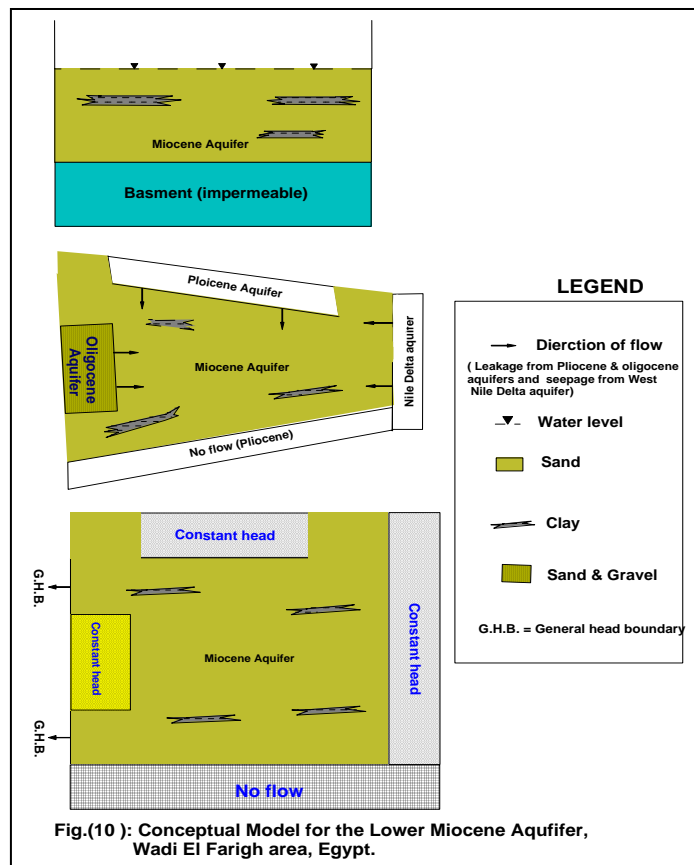 Miocene Aquifer
Basment (impermeable)
Ploicene Aquifer
Oligocene
Aquifer
Miocene Aquifer
Nile Delta aquifner
No flow (Pliocene)
Constant head
G.H.B.
Constant head
Miocene Aquifer
Constant head
G.H.B.
No flow
LEGEND
Dierction of flow
( Leakage from Pliocene & oligocene
aquifers and seepage from West
Nile Delta aquifer)
Water level
Sand
Clay
Sand & Gravel
G.H.B. = General head boundary
Fig.(10 ): Conceptual Model for the Lower Miocene Aqufifer,
Wadi El Farigh area, Egypt.